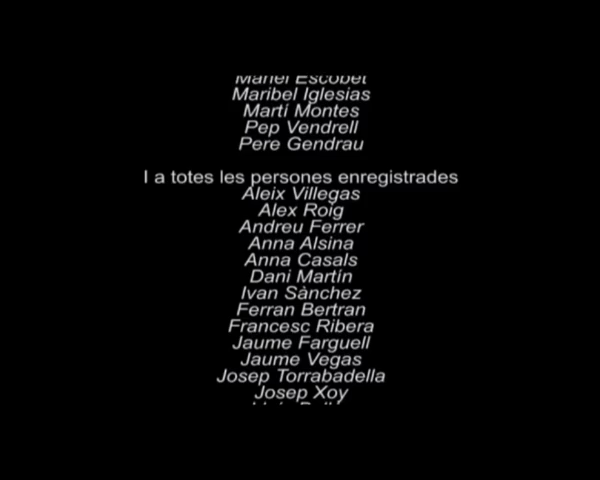 Manel Escobet
Maribel Iglesias
Martí Montes
Pep Vendrell
Pere Gendrau
I a totes les persones enregistrades
Aleix Villegas
Alex Roig
Andreu Ferrer
Anna Alsina
Anna Casals
Dani Martín
Ivan Sànchez
Ferran Bertran
Francesc Ribera
Jaume Farguell
Jaume Vegas
Josep Torrabadella
Josep Xoy